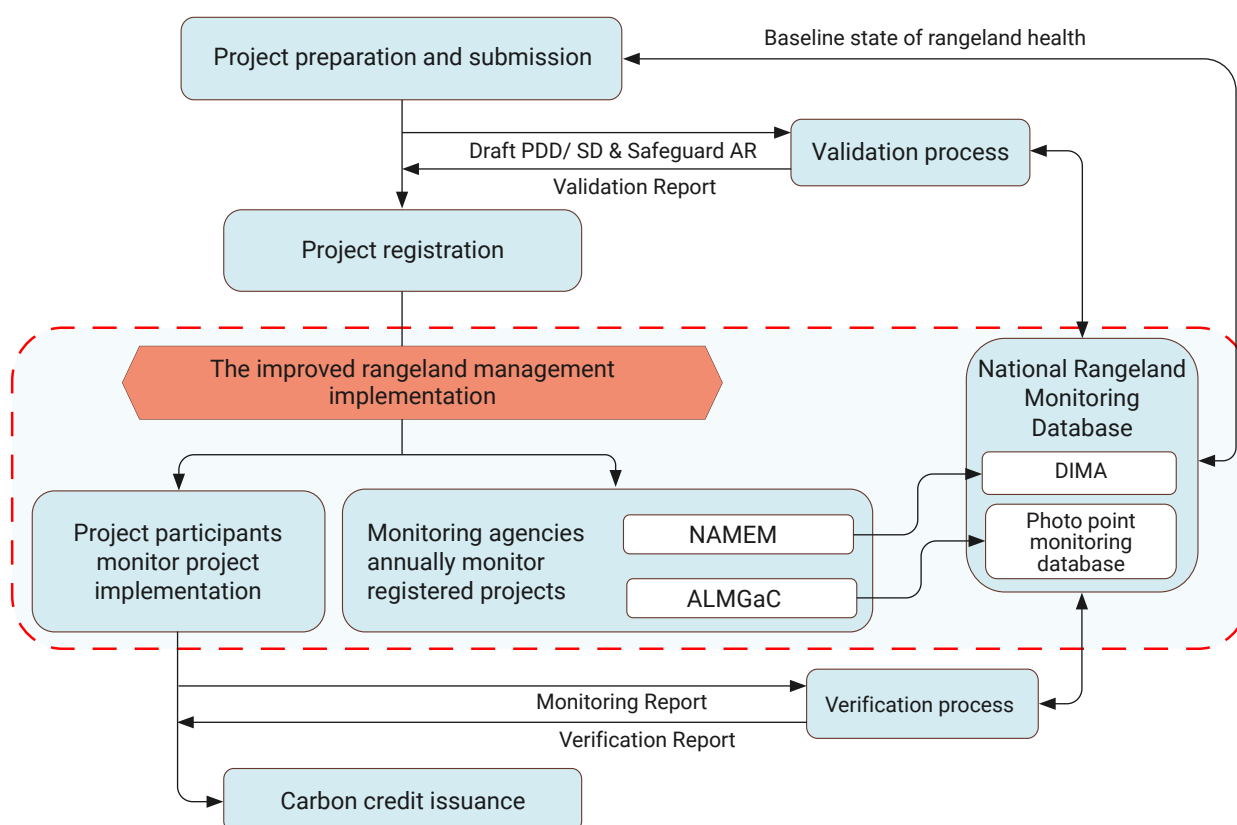 Project preparation and submission
Baseline state of rangeland health
Draft PDD/ SD & Safeguard AR
Validation Report
Validation process
Project registration
The improved rangeland management
implementation
National Rangeland
Monitoring
Database
DIMA
Photo point
monitoring
database
Project participants
monitor project
implementation
Monitoring agencies
annually monitor
registered projects
NAMEM
ALMGaC
Monitoring Report
Verification Report
Verification process
Carbon credit issuance